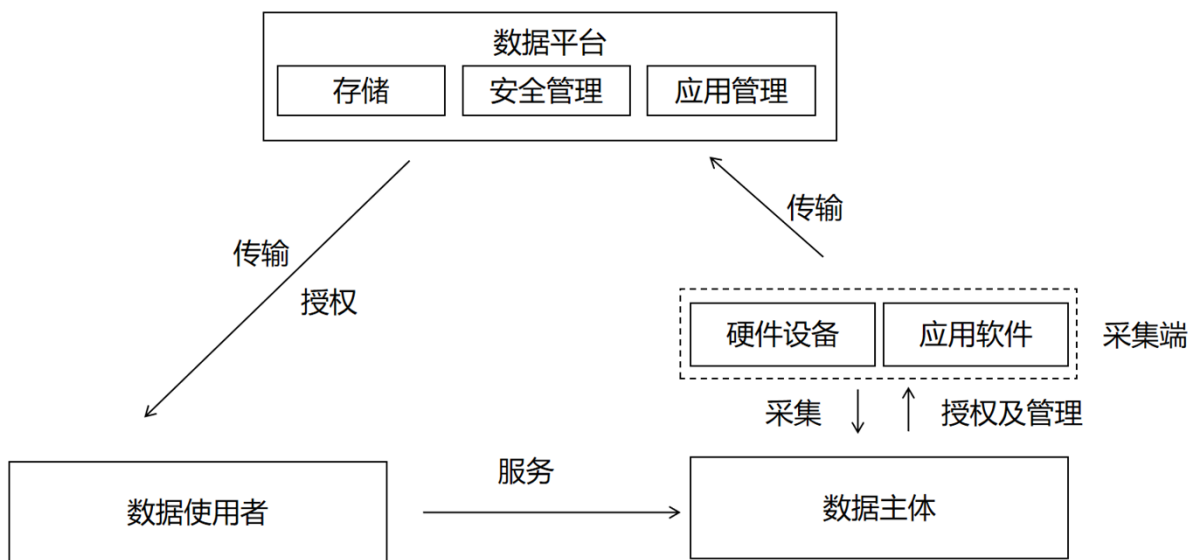 数据平台
存储 安全管理 应用管理
传输
传输
授权
硬件设备 应用软件 采集端
采集 授权及管理
服务
数据使用者 数据主体